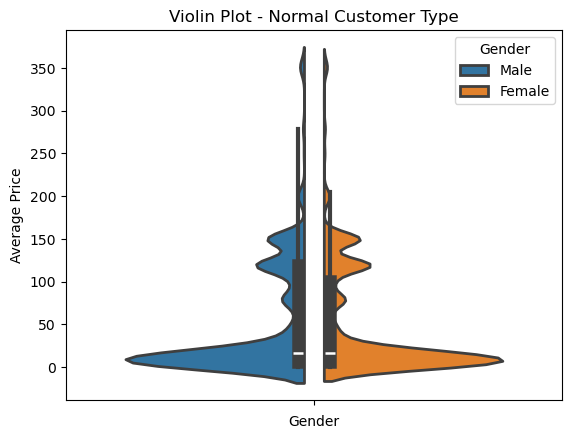 Violin Plot - Normal Customer Type
Gender
Male
Female
Average Price
350
300
250
200
150
100
50
0
Gender